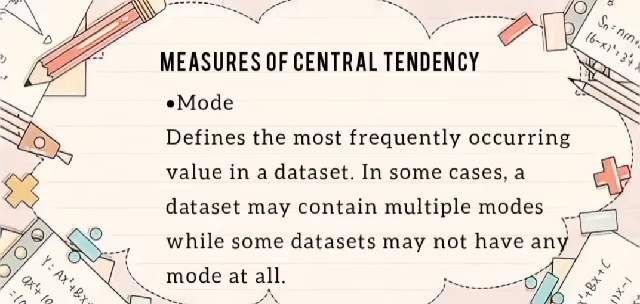 MEASURES OF CENTRAL TENDENCY
•Mode
Defines the most frequently occurring
value in a dataset. In some cases, a
dataset may contain multiple modes
while some datasets may not have any
mode at all.